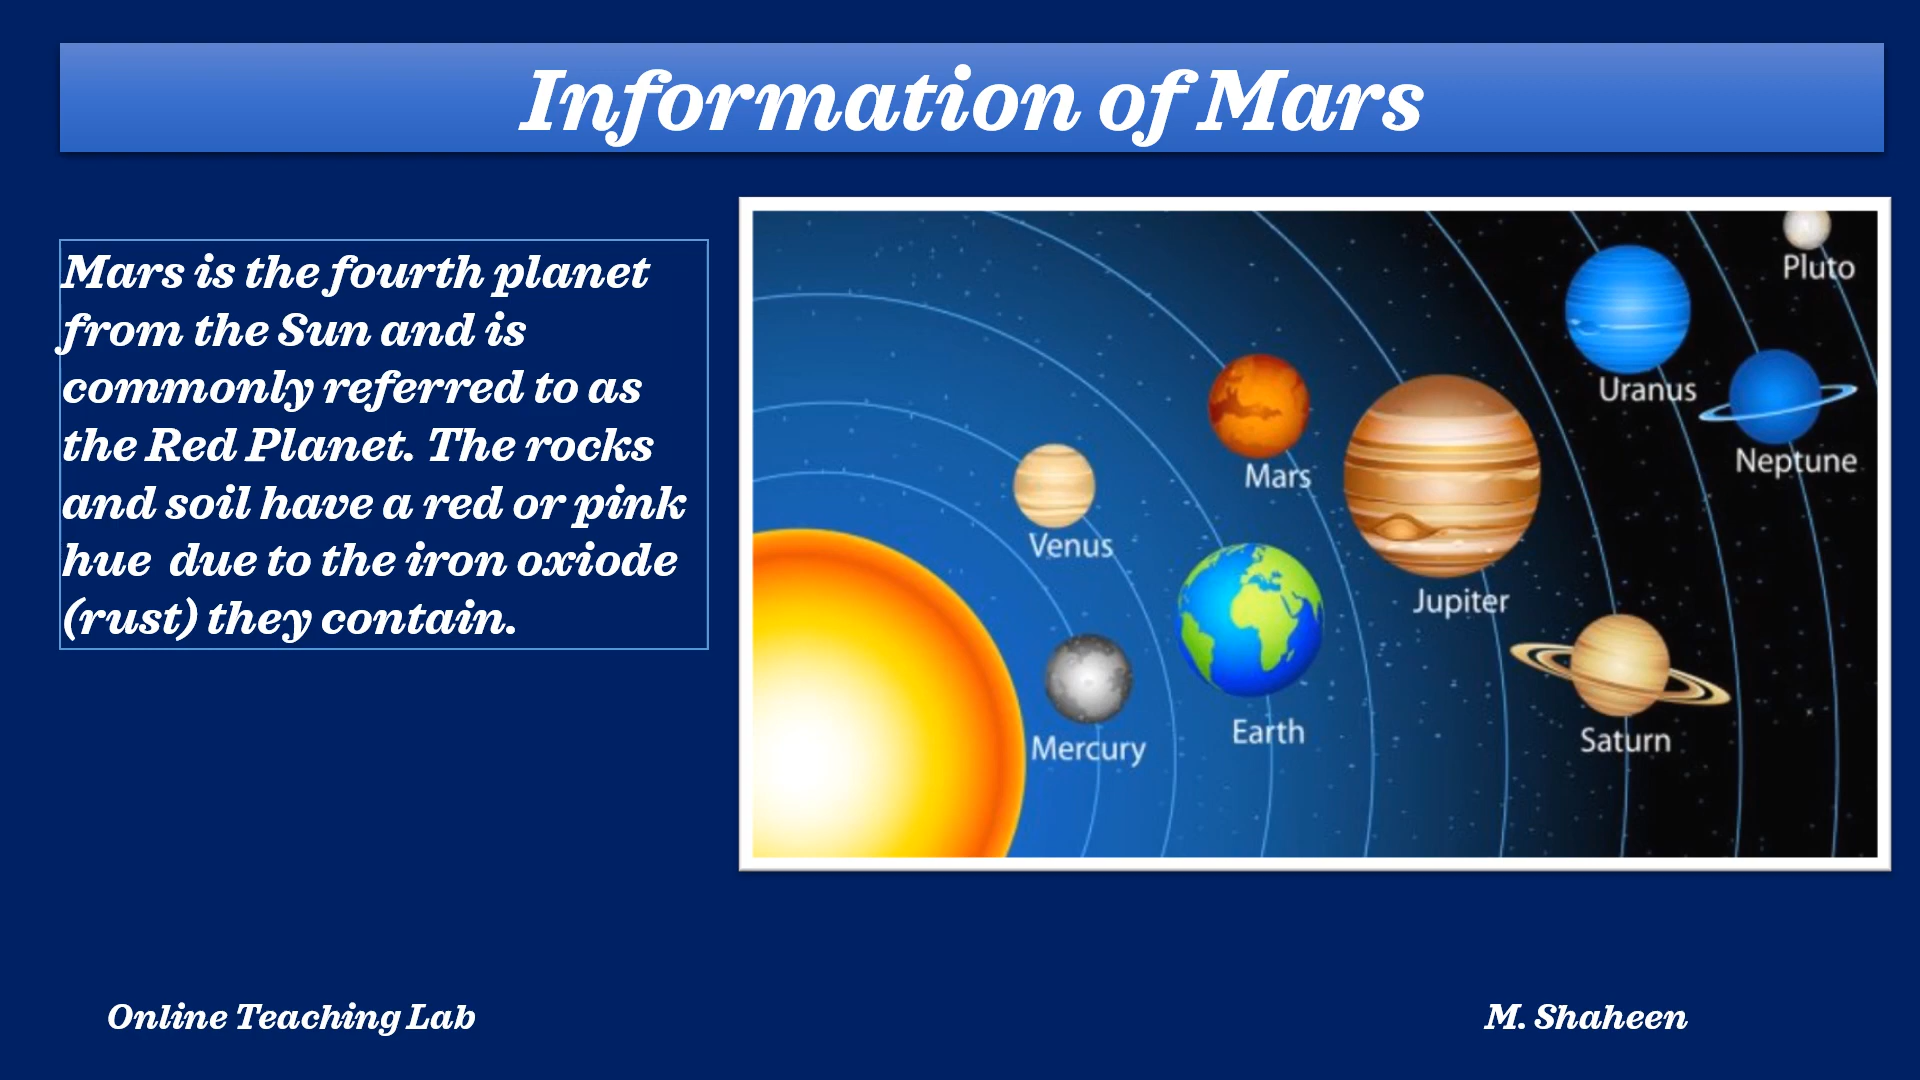 Information of Mars
Mars is the fourth planet
from the Sun and is
commonly referred to as
the Red Planet. The rocks
and soil have a red or pink
hue  due to the iron oxiode
(rust) they contain.
Pluto
Uranus
Neptune
Mars
Venus
Jupiter
Earth
Mercury
Saturn
Online Teaching Lab
M. Shaheen